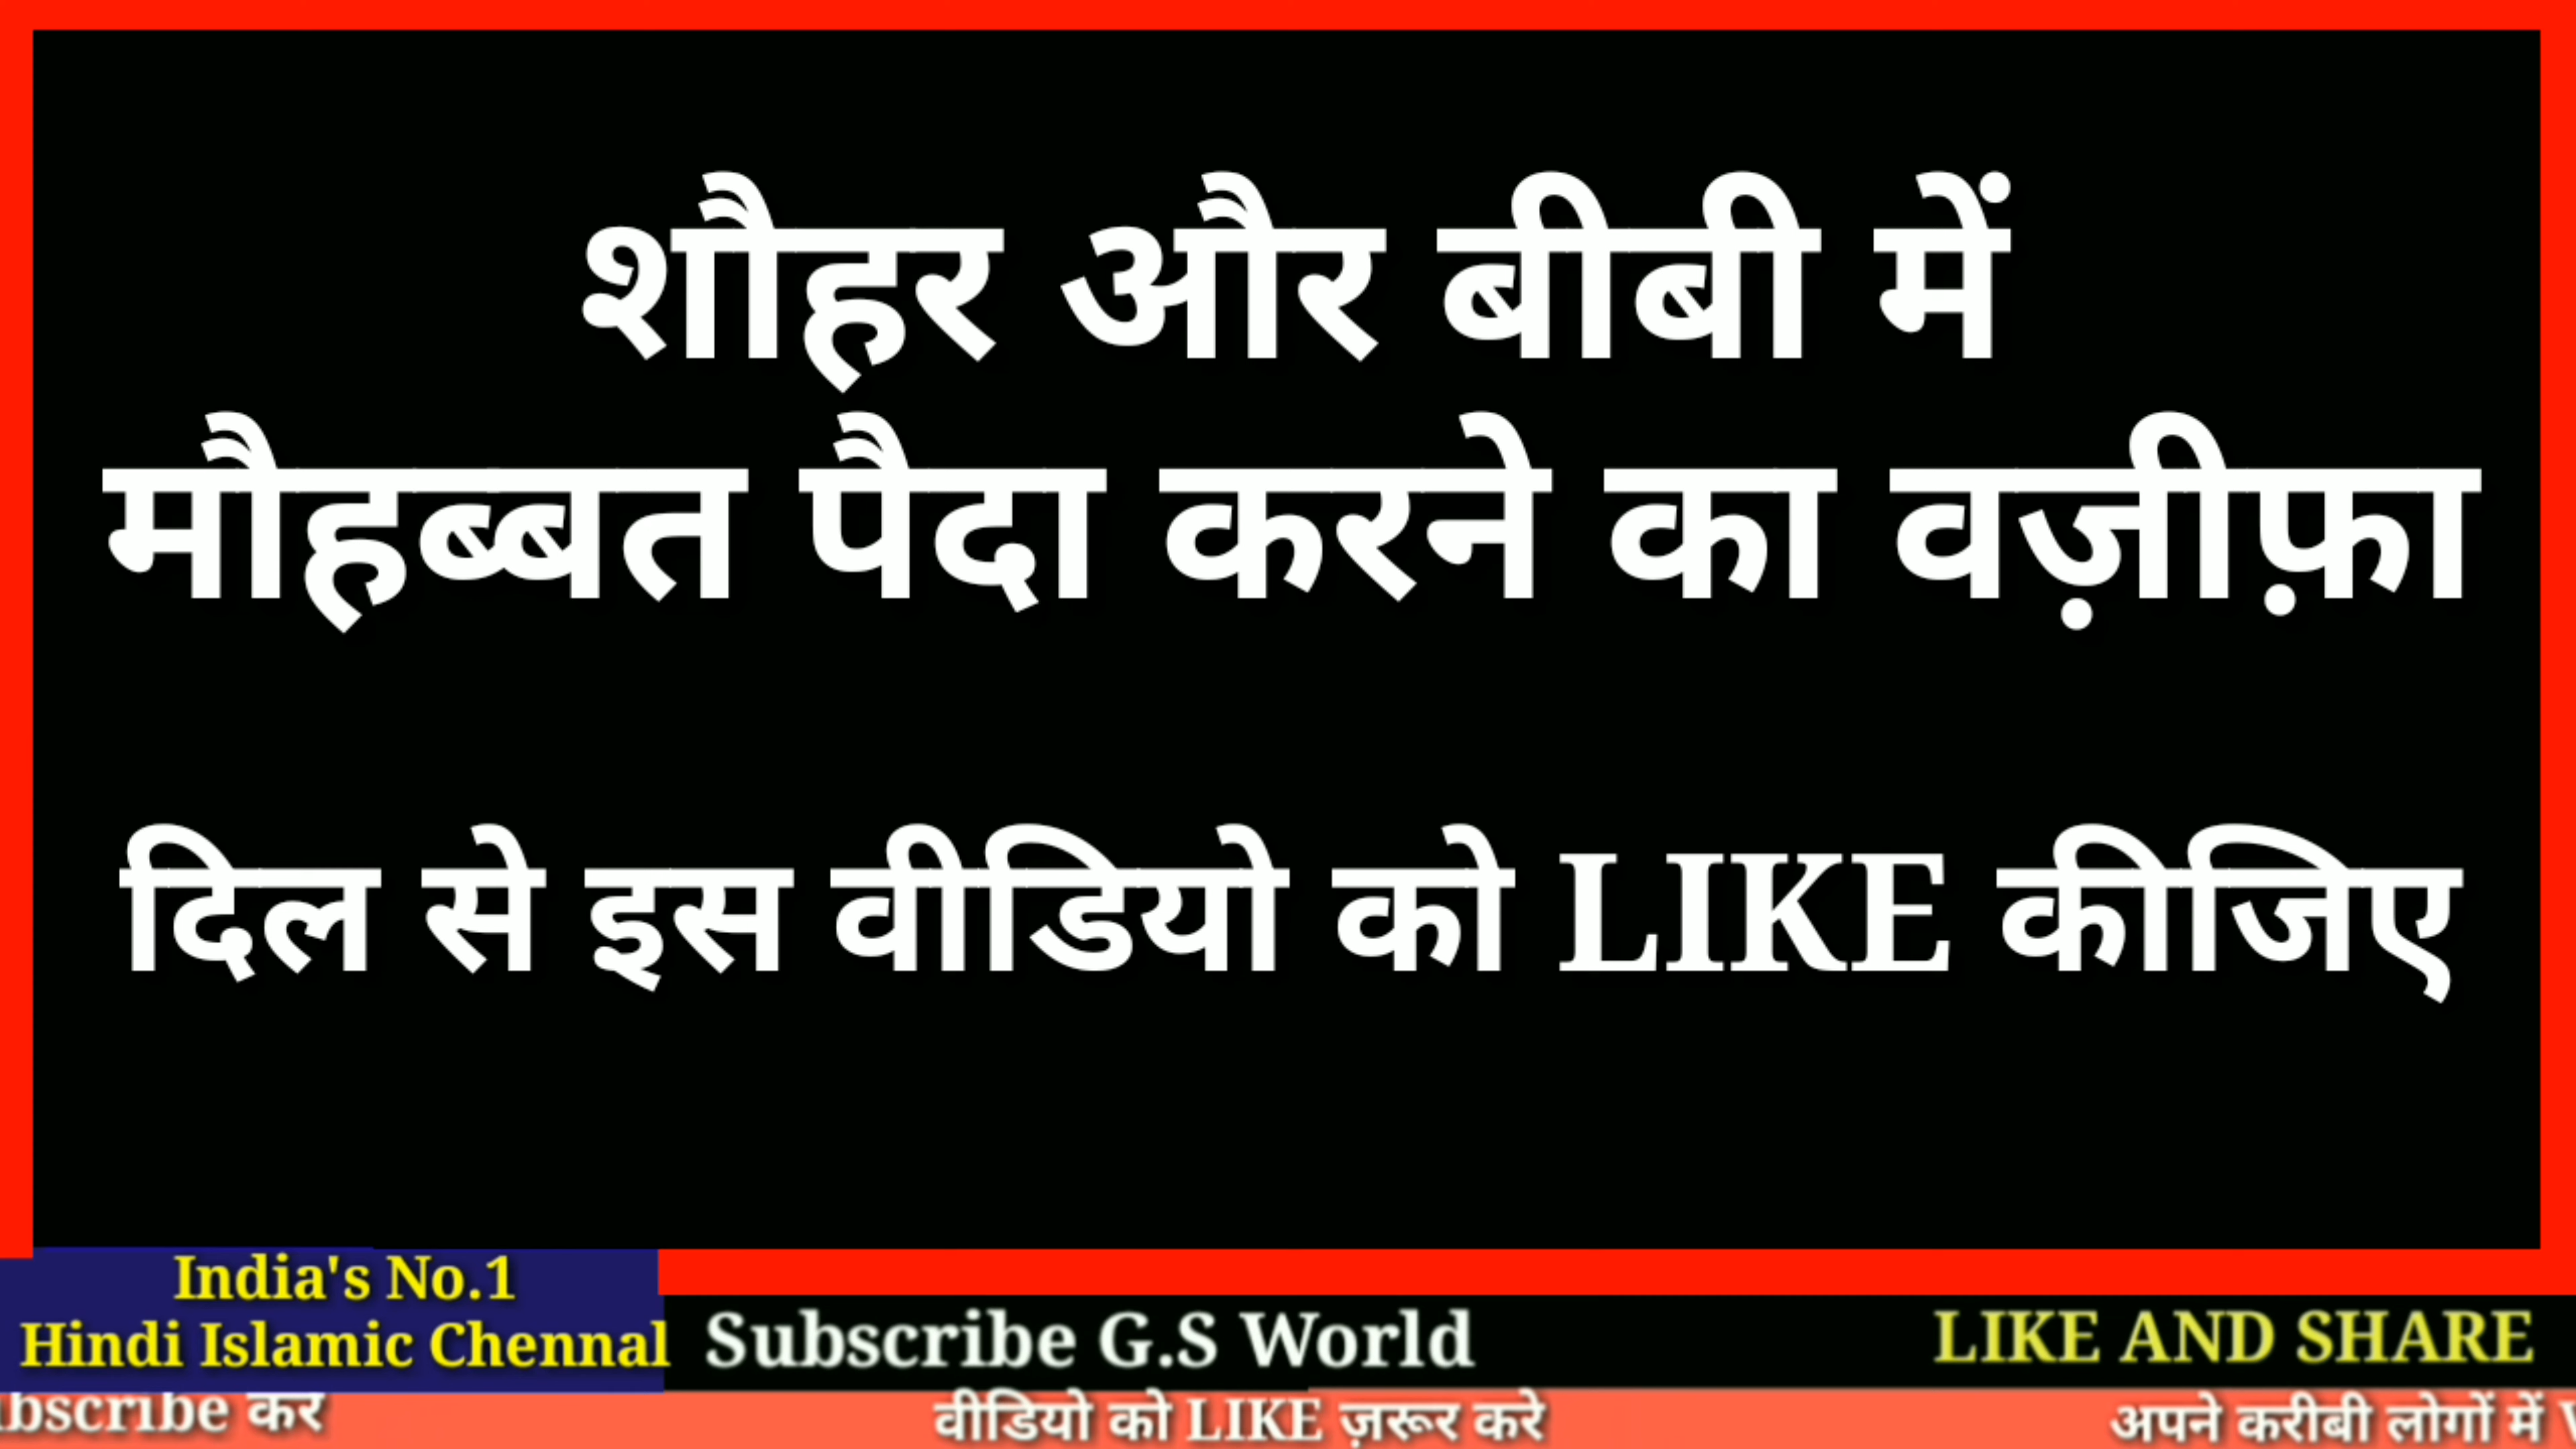 शौहर और बीबी में
मौहब्बत पैदा करने का वज़ीफ़ा
दिल से इस वीडियो को LIKE कीजिए
India's No.1
Hindi Islamic Chennal
Subscribe G.S World
LIKE AND SHARE
वीडियो को LIKE ज़रूर करे
अपने करीबी लोगों में